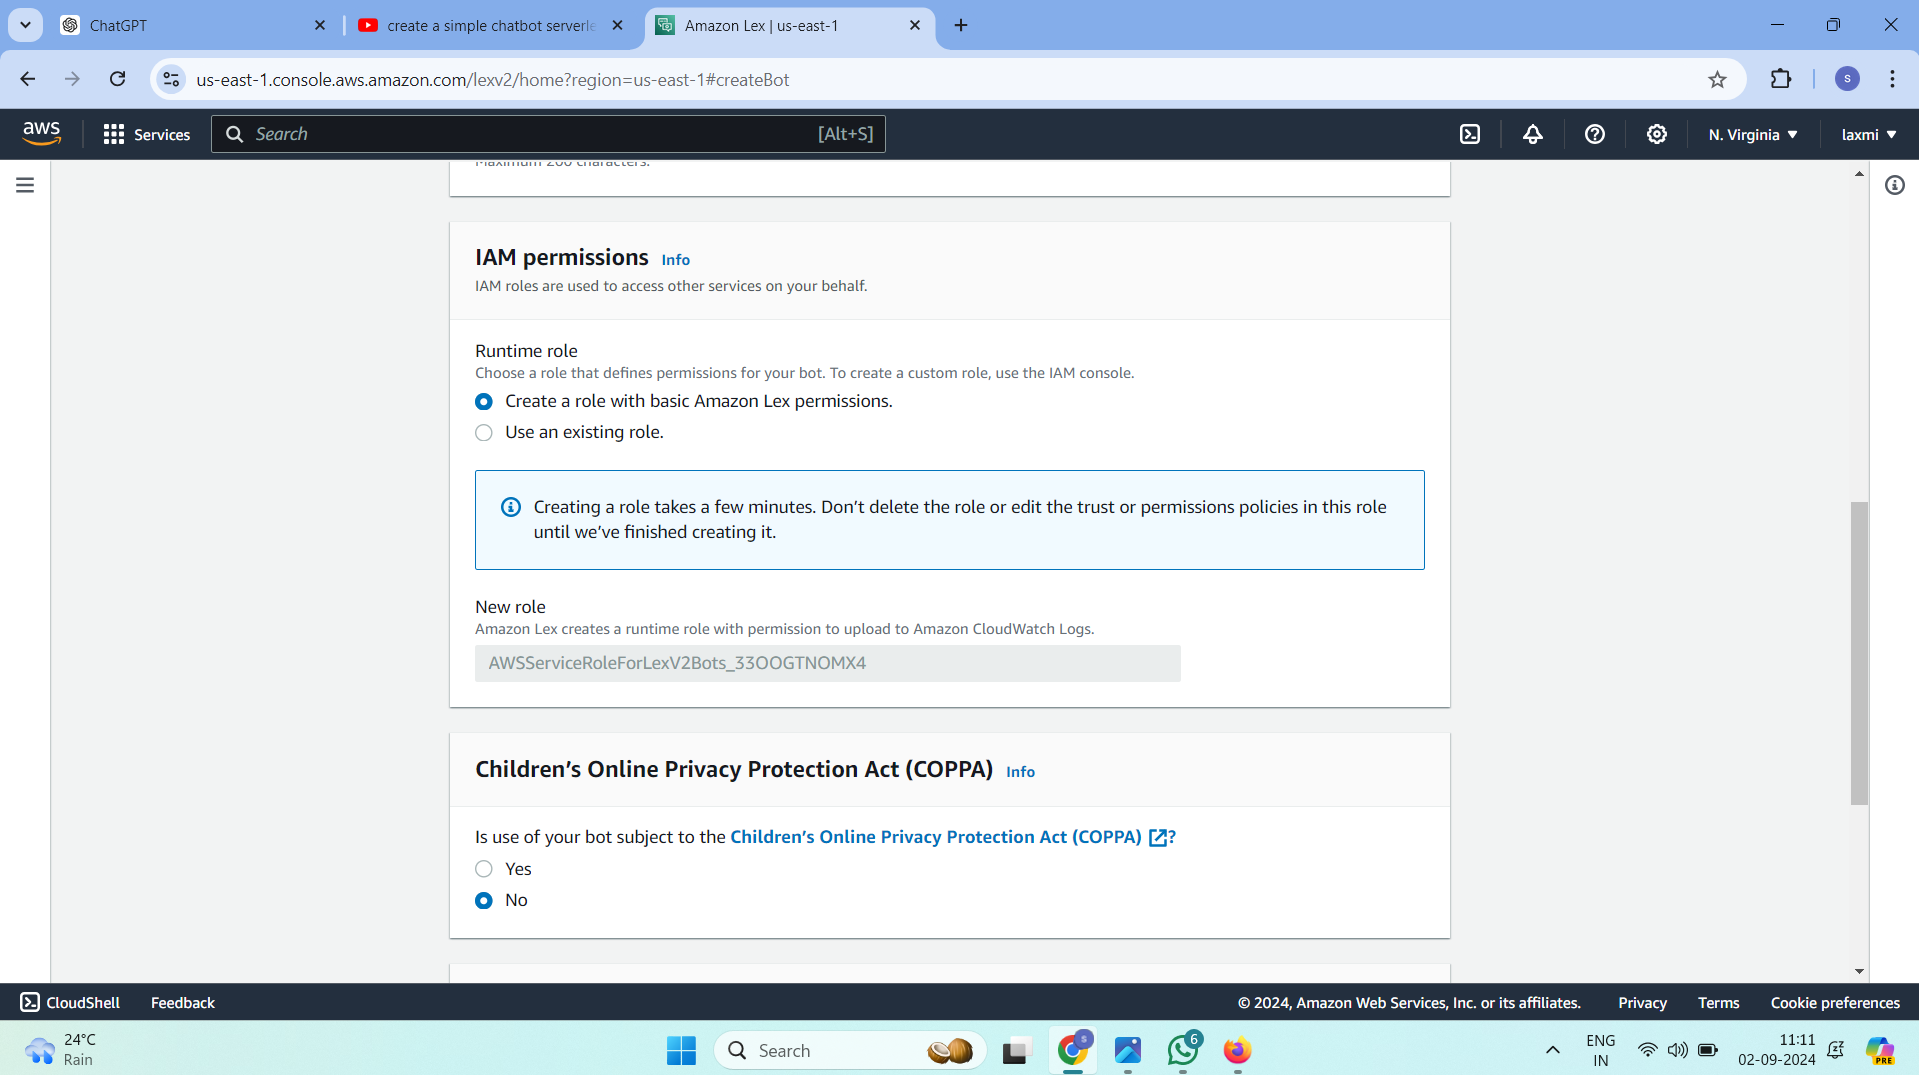 ChatGPT
create a simple chatbot serverle
Amazon Lex | us-east-1
us-east-1.console.aws.amazon.com/lexv2/home?region=us-east-1#createBot
S
aws
Services
Search
[Alt+S]
N. Virginia
laxmi
Maximum 200 characters.
IAM permissions Info
IAM roles are used to access other services on your behalf.
Runtime role
Choose a role that defines permissions for your bot. To create a custom role, use the IAM console.
Create a role with basic Amazon Lex permissions.
Use an existing role.
Creating a role takes a few minutes. Don’t delete the role or edit the trust or permissions policies in this role
until we’ve finished creating it.
New role
Amazon Lex creates a runtime role with permission to upload to Amazon CloudWatch Logs.
AWSServiceRoleForLexV2Bots_33OOGTNOMX4
Children’s Online Privacy Protection Act (COPPA) Info
Is use of your bot subject to the Children’s Online Privacy Protection Act (COPPA) ?
Yes
No
CloudShell
Feedback
© 2024, Amazon Web Services, Inc. or its affiliates.
Privacy
Terms
Cookie preferences
24°C
Rain
Search
S
6
ENG
IN
11:11
02-09-2024
PRE